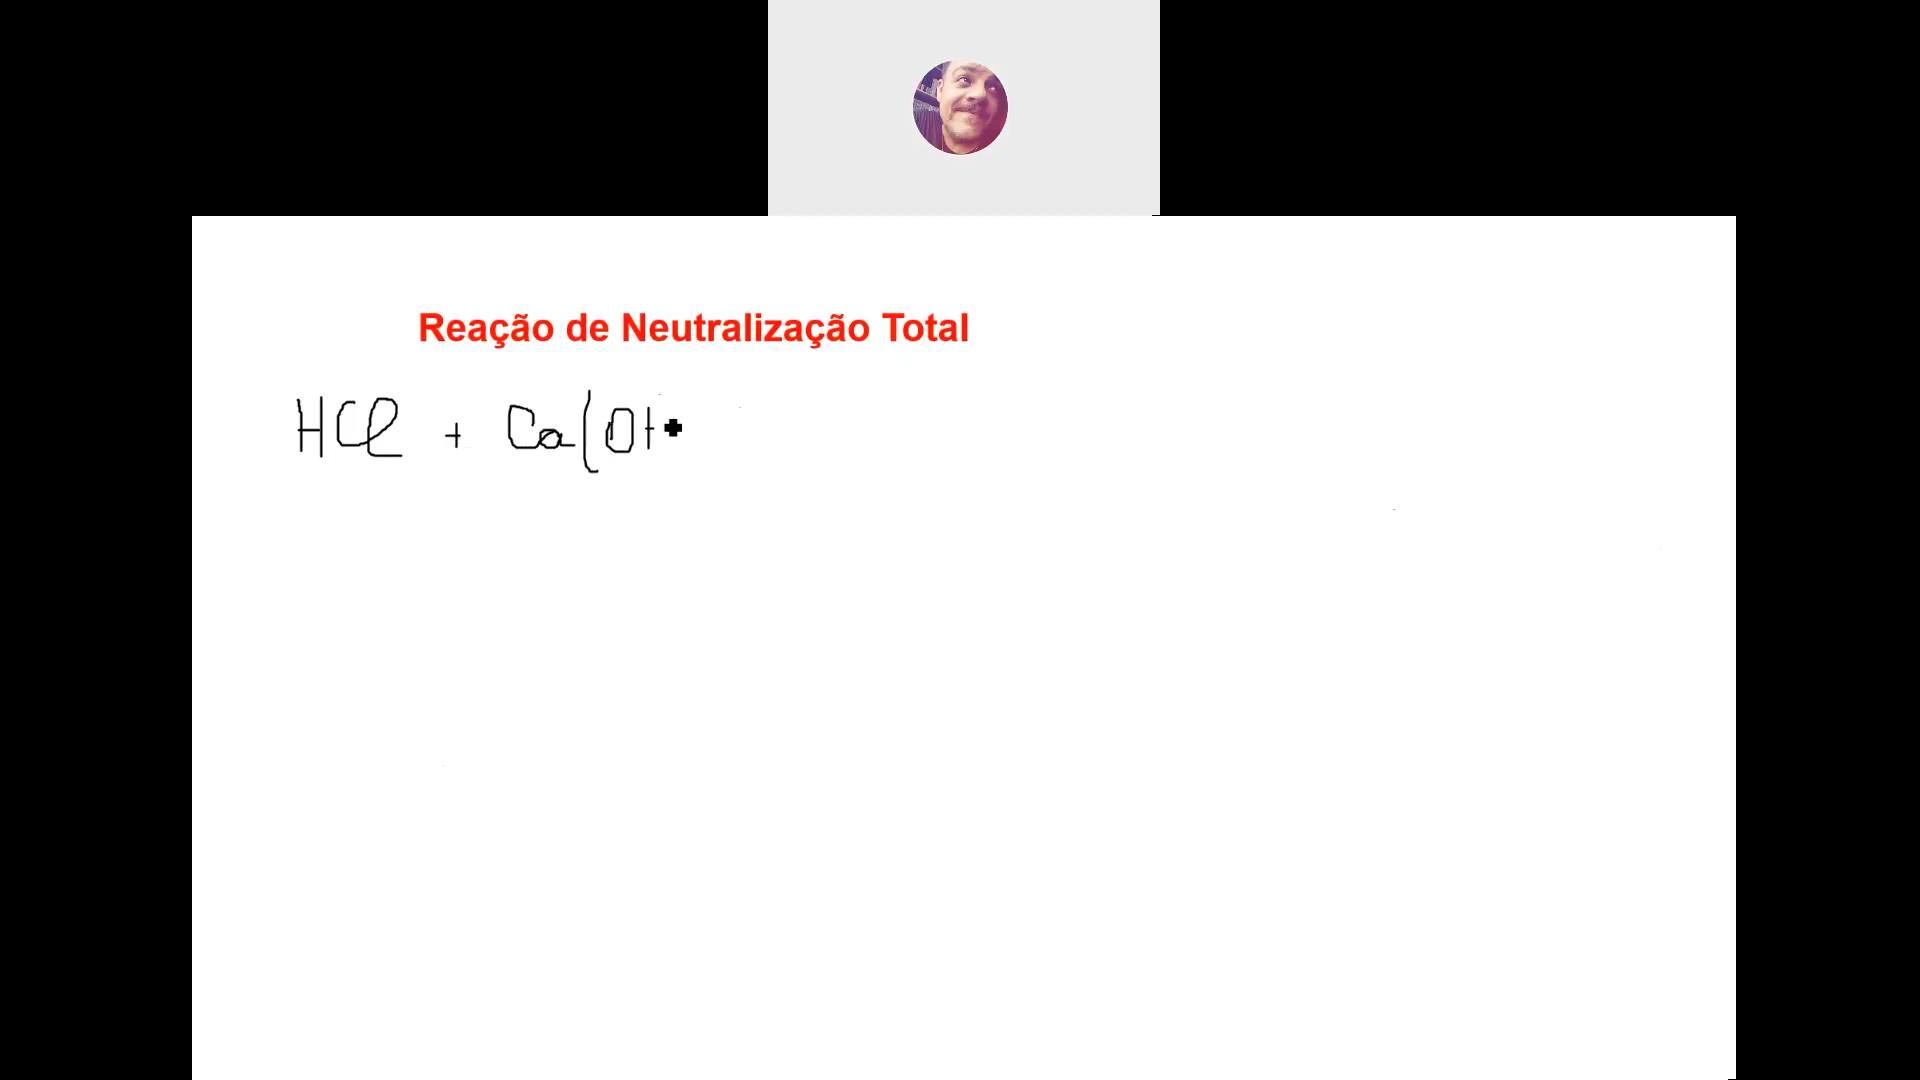 Reação de Neutralização Total
HCl + Ca(OH